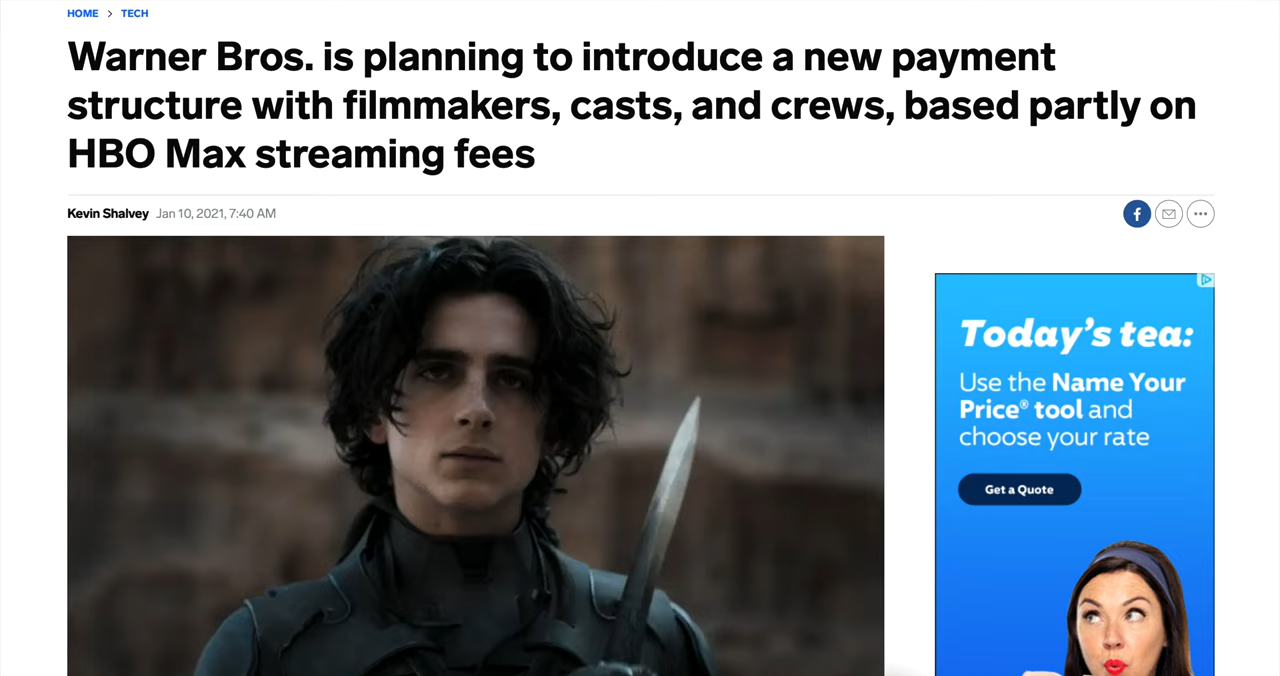 HOME > TECH
Warner Bros. is planning to introduce a new payment
structure with filmmakers, casts, and crews, based partly on
HBO Max streaming fees
Kevin Shalvey Jan 10, 2021, 7:40 AM
Today's tea:
Use the Name Your
Price® tool and
choose your rate
Get a Quote